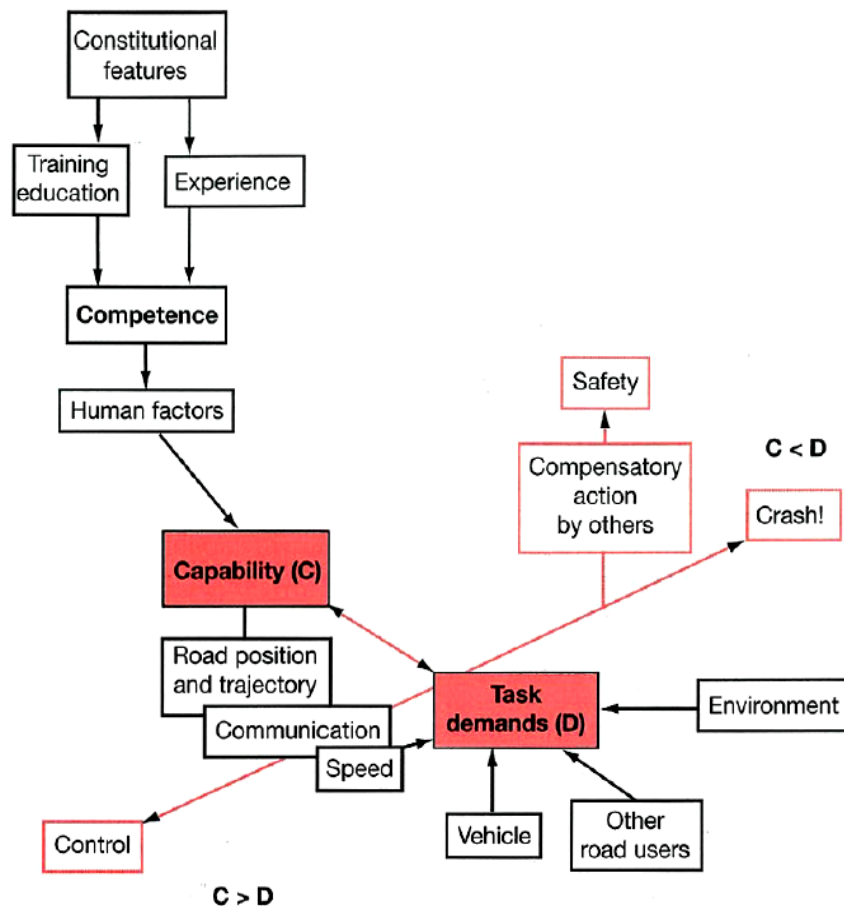 Constitutional
features
Training
education
Experience
Competence
Human factors
Safety
C < D
Compensatory
action
by others
Crash!
Capability (C)
Road position
and trajectory
Task
demands (D)
Environment
Communication
Speed
Vehicle
Other
road users
Control
C > D